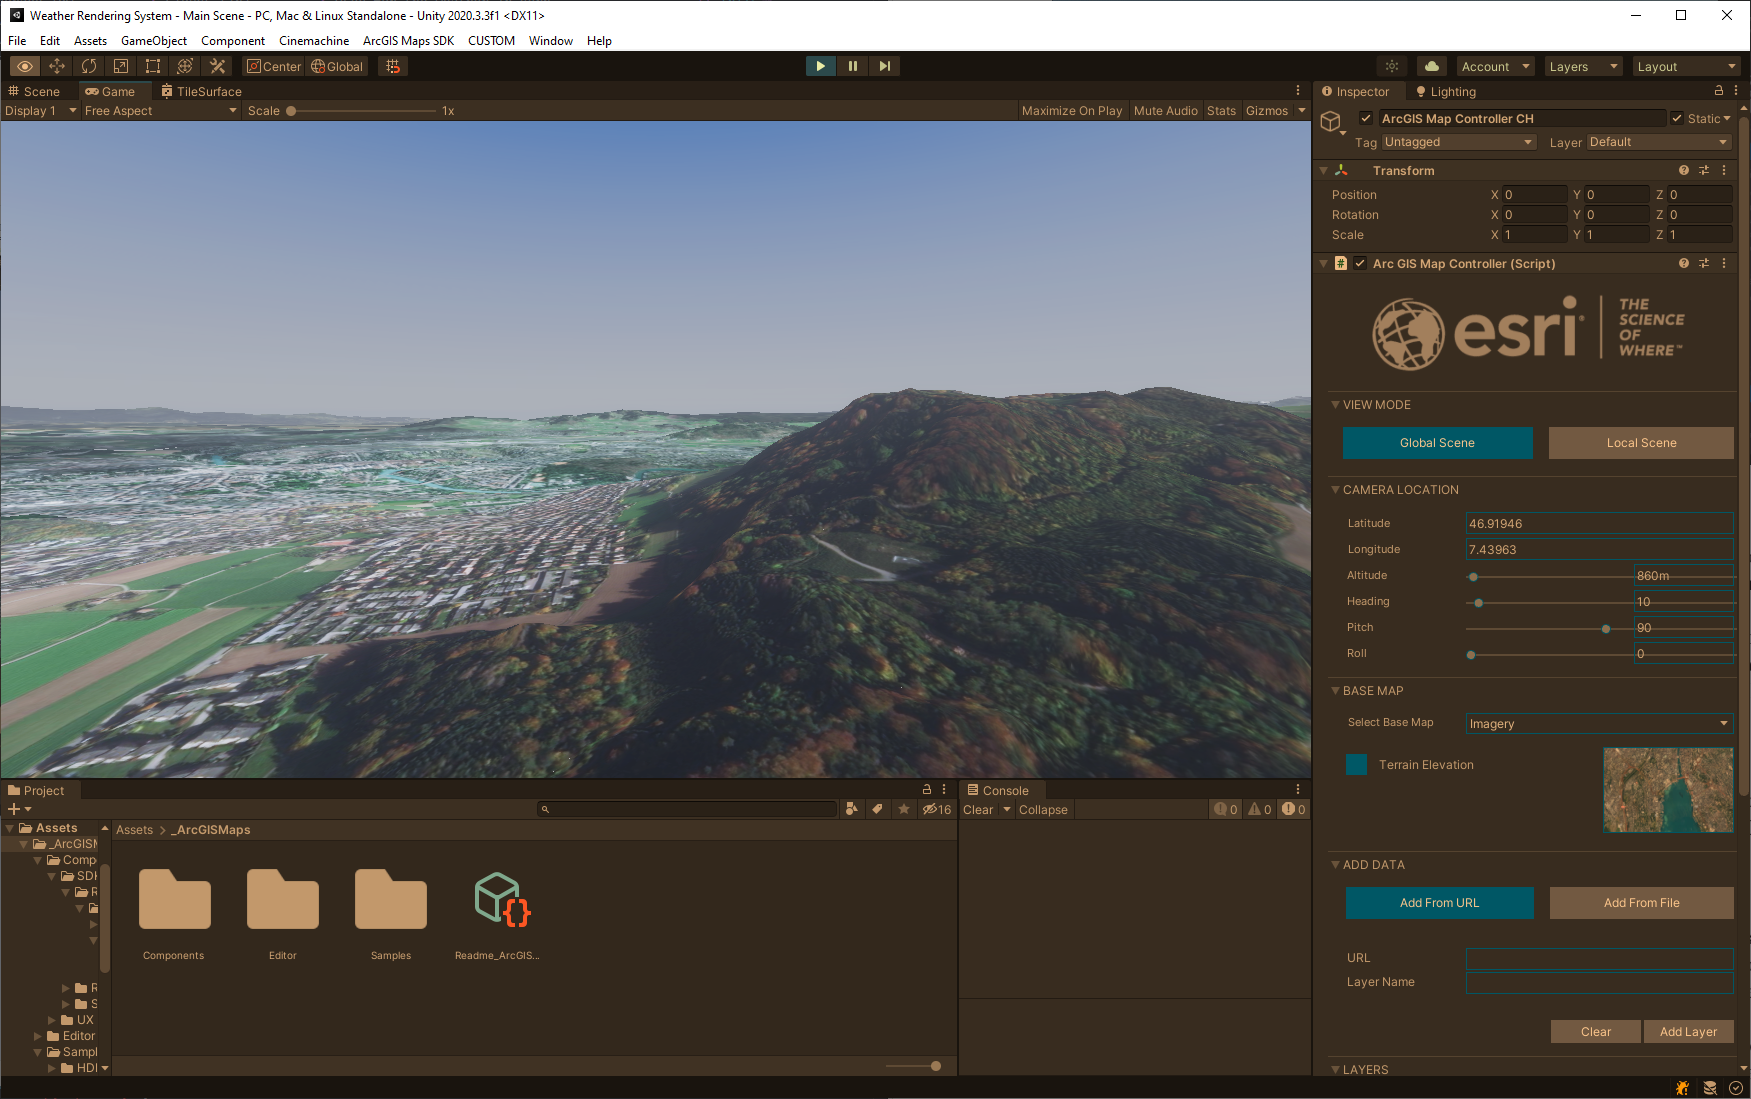 Weather Rendering System - Main Scene - PC, Mac & Linux Standalone - Unity 2020.3.3f1 <DX11>
File Edit Assets GameObject Component Cinemachine ArcGIS Maps SDK CUSTOM Window Help
Center Global Account Layers Layout
Scene Game TileSurface
Display 1 Free Aspect Scale 1x Maximize On Play Mute Audio Stats Gizmos
Inspector Lighting
ArcGIS Map Controller CH Static
Tag Untagged Layer Default
Transform
Position X 0 Y 0 Z 0
Rotation X 0 Y 0 Z 0
Scale X 1 Y 1 Z 1
# Arc GIS Map Controller (Script)
esri
THE
SCIENCE
OF
WHERE™
VIEW MODE
Global Scene Local Scene
CAMERA LOCATION
Latitude 46.91946
Longitude 7.43963
Altitude 860m
Heading 10
Pitch 90
Roll 0
BASE MAP
Select Base Map Imagery
Terrain Elevation
ADD DATA
Add From URL Add From File
URL
Layer Name
Clear Add Layer
LAYERS
Project
16
Assets
_ArcGISM
Comp
SDK
R
R
S
UX
Editor
Sampl
HDI
Assets > _ArcGISMaps
Components Editor Samples Readme_ArcGIS...
Console
Clear Collapse 0 0 0